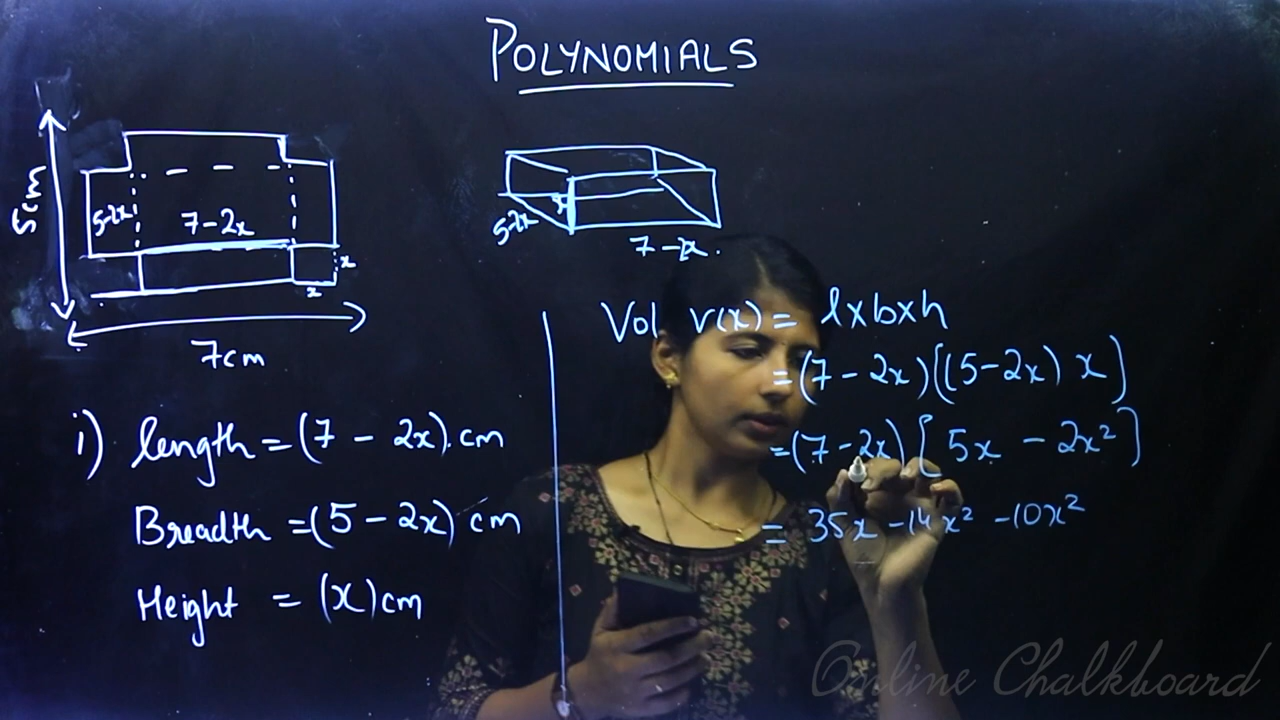 POLYNOMIALS
5cm
5-2x
7-2x
x
x
7cm
5-2x
x
7-2x.
i) length = (7 - 2x).cm
Breadth = (5 - 2x) cm
Height = (x)cm
Vol V(x) = l x b x h
= (7 - 2x)[(5-2x) x]
= (7-2x) [5x - 2x²]
= 35x -14x² -10x²
Online Chalkboard